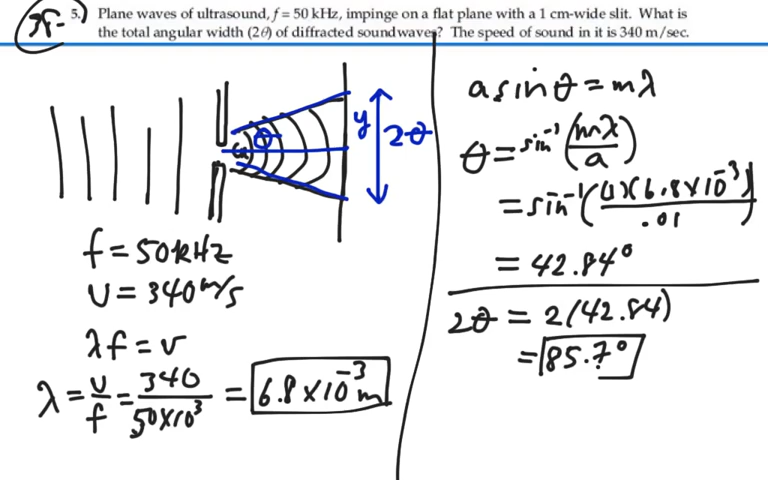 38- 5.) Plane waves of ultrasound, f = 50 kHz, impinge on a flat plane with a 1 cm-wide slit. What is
the total angular width (2θ) of diffracted soundwaves? The speed of sound in it is 340 m/sec.
θ
y
2θ
f = 50kHz
v = 340 m/s
λf = v
λ = v/f = 340/50×10³ = 6.8×10⁻³ m
a sin θ = mλ
θ = sin⁻¹(mλ/a)
= sin⁻¹((1)(6.8×10⁻³)/.01)
= 42.84°
2θ = 2(42.84)
= 85.7°